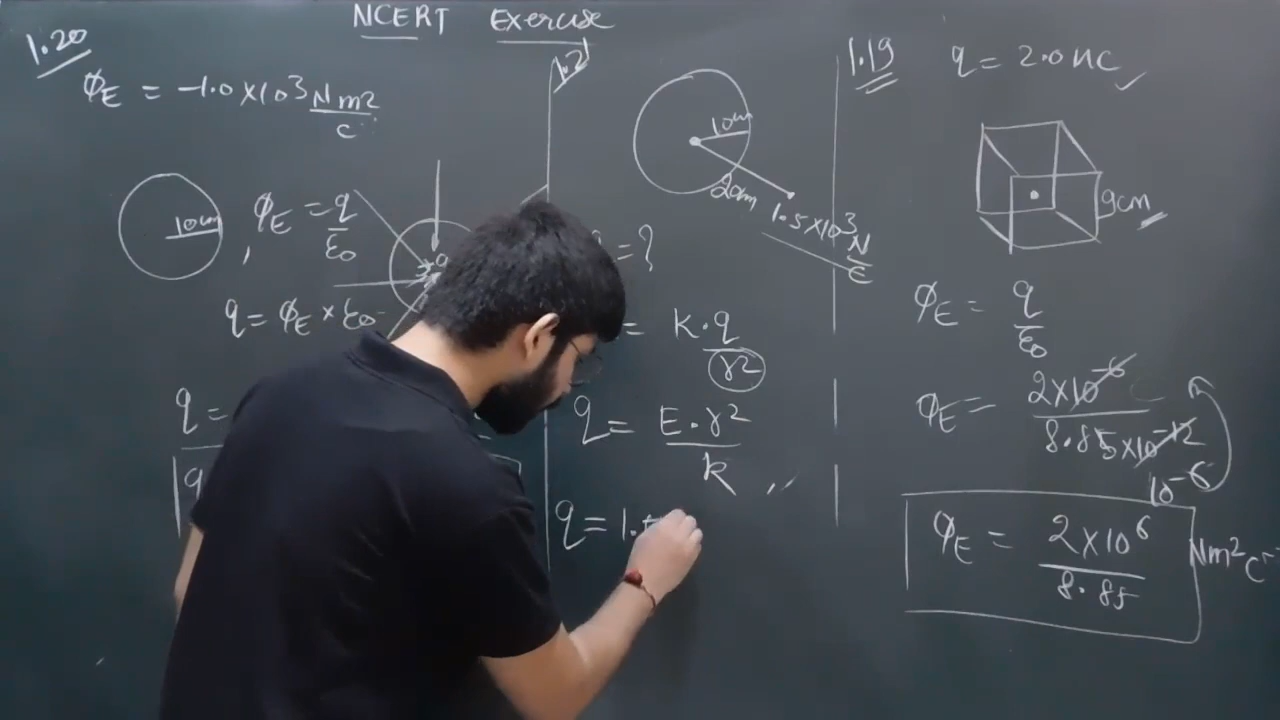 NCERT Exercise
1.20
φE = -1.0 × 10³ Nm2/C
10cm
, φE = q/ε0
q = φE × ε0
q =
q
10cm
20cm
1.5×10³ N/C
= ?
= K.q/r2
q = E.r2/K
q = 1.
1.19
q = 2.0 μC
9cm
φE = q/ε0
φE = 2×10⁻⁶/8.85×10⁻¹²
10⁻⁶
φE = 2×10⁶/8.85 Nm²C⁻